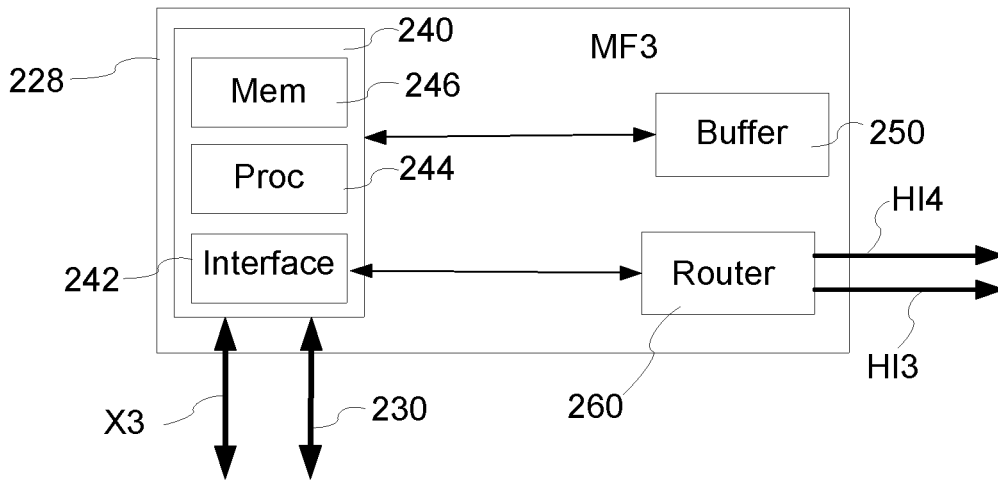 240
MF3
228
Mem
246
Buffer
250
Proc
244
HI4
Interface
242
Router
HI3
260
X3
230